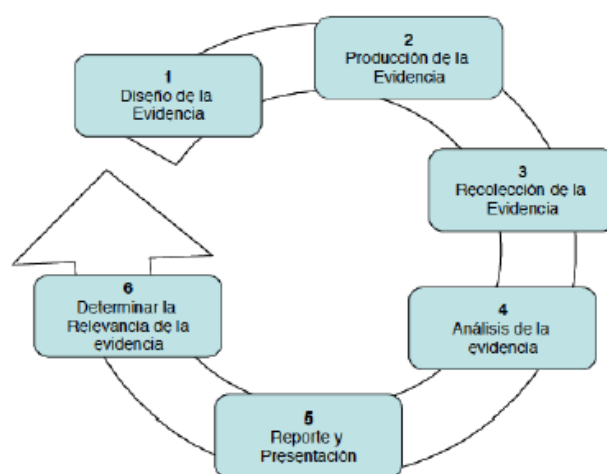 1
Diseño de la
Evidencia
2
Producción de la
Evidencia
3
Recolección de la
Evidencia
4
Análisis de la
evidencia
5
Reporte y
Presentación
6
Determinar la
Relevancia de la
evidencia